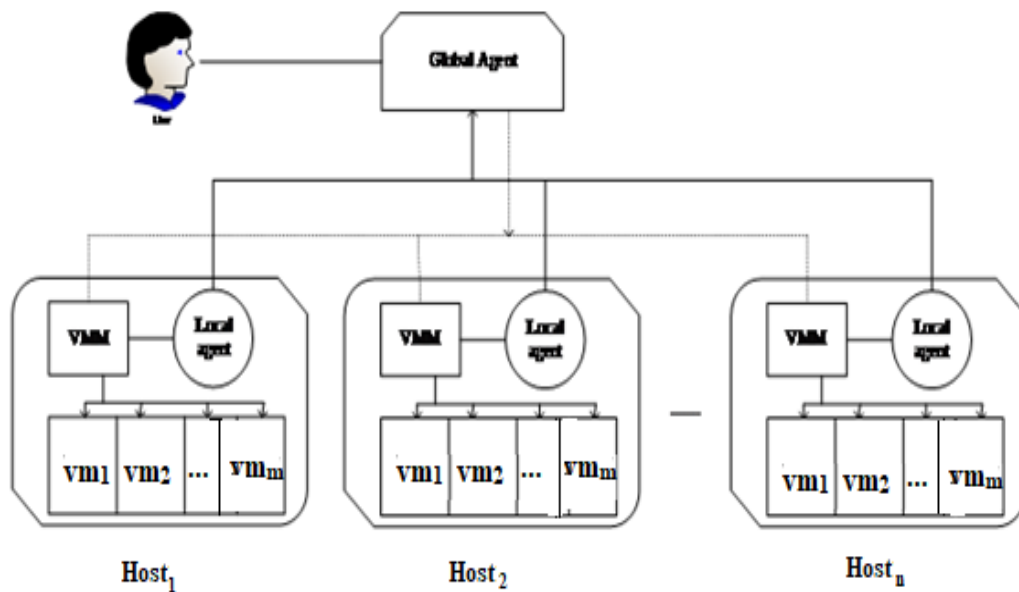 Global Agent
User
VMM
Local
agent
VMM
Local
agent
VMM
Local
agent
vm1 vm2 ... vmm
vm1 vm2 ... vmm
vm1 vm2 ... vmm
Host1
Host2
Hostn